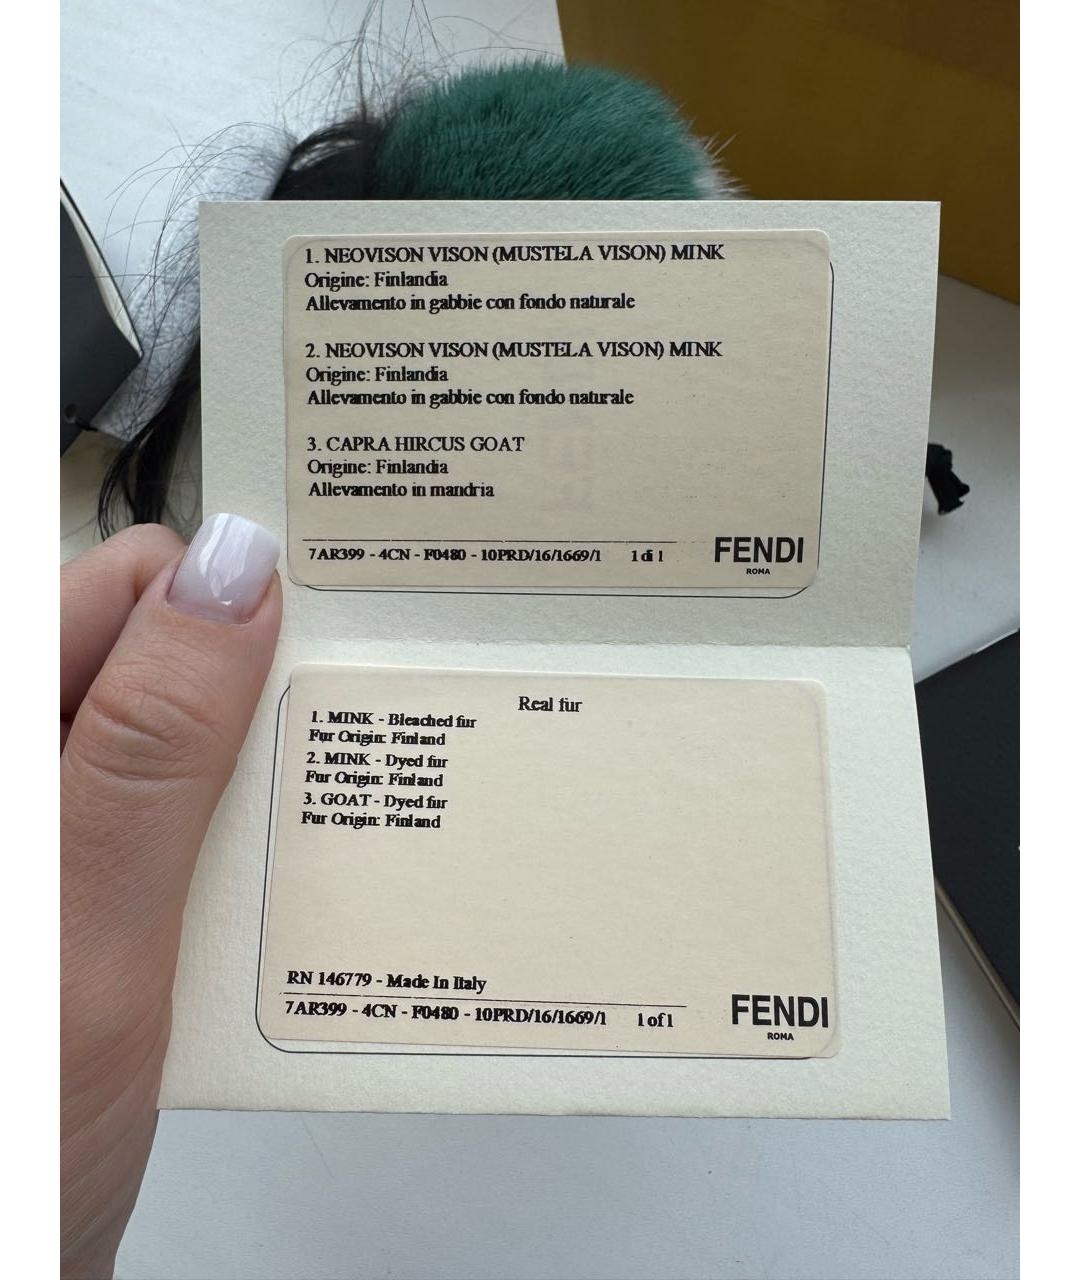 1. NEOVISON VISON (MUSTELA VISON) MINK
Origine: Finlandia
Allevamento in gabbie con fondo naturale
2. NEOVISON VISON (MUSTELA VISON) MINK
Origine: Finlandia
Allevamento in gabbie con fondo naturale
3. CAPRA HIRCUS GOAT
Origine: Finlandia
Allevamento in mandria
7AR399 - 4CN - F0480 - 10PRD/16/1669/1 1 di 1
FENDI
ROMA
Real fur
1. MINK - Bleached fur
Fur Origin: Finland
2. MINK - Dyed fur
Fur Origin: Finland
3. GOAT - Dyed fur
Fur Origin: Finland
RN 146779 - Made In Italy
7AR399 - 4CN - F0480 - 10PRD/16/1669/1 1 of 1
FENDI
ROMA